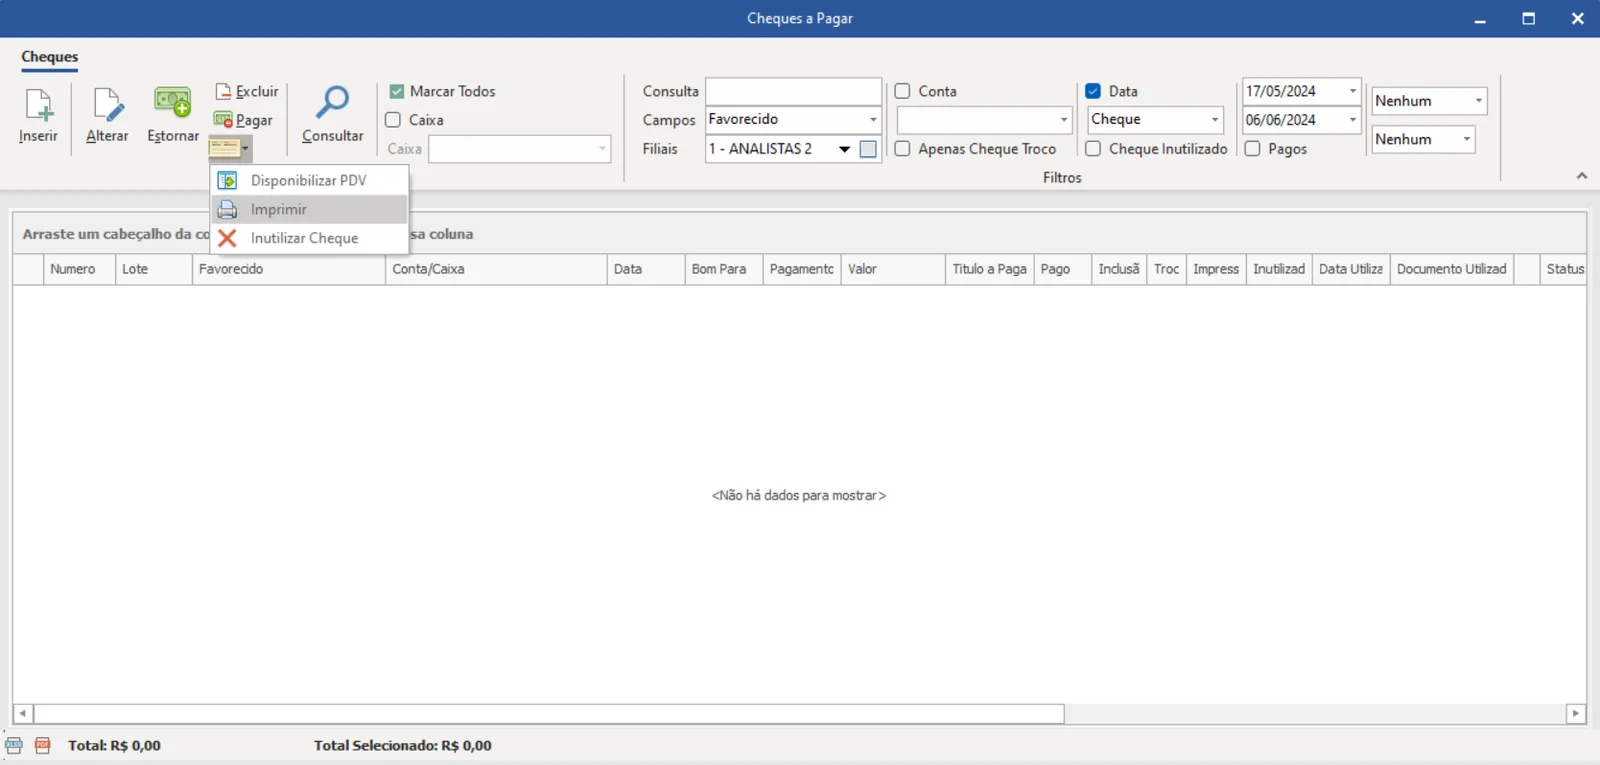 Cheques a Pagar
Cheques
Inserir
Alterar
Estornar
Excluir
Pagar
Consultar
Marcar Todos
Caixa
Caixa
Consulta
Campos Favorecido
Filiais 1 - ANALISTAS 2
Conta
Apenas Cheque Troco
Data
Cheque
Cheque Inutilizado
17/05/2024
06/06/2024
Pagos
Nenhum
Nenhum
Filtros
Disponibilizar PDV
Imprimir
Inutilizar Cheque
Arraste um cabeçalho da co
sa coluna
Numero Lote Favorecido Conta/Caixa Data Bom Para Pagamento Valor Titulo a Paga Pago Inclusã Troc Impress Inutilizad Data Utiliza Documento Utilizad Status
<Não há dados para mostrar>
XLSX PDF Total: R$ 0,00 Total Selecionado: R$ 0,00